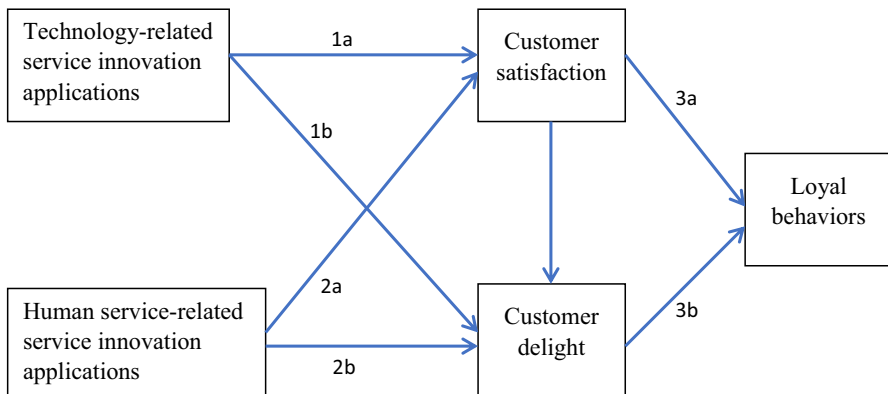 Technology-related
service innovation
applications
1a
Customer
satisfaction
3a
1b
Loyal
behaviors
2a
Human service-related
service innovation
applications
2b
Customer
delight
3b